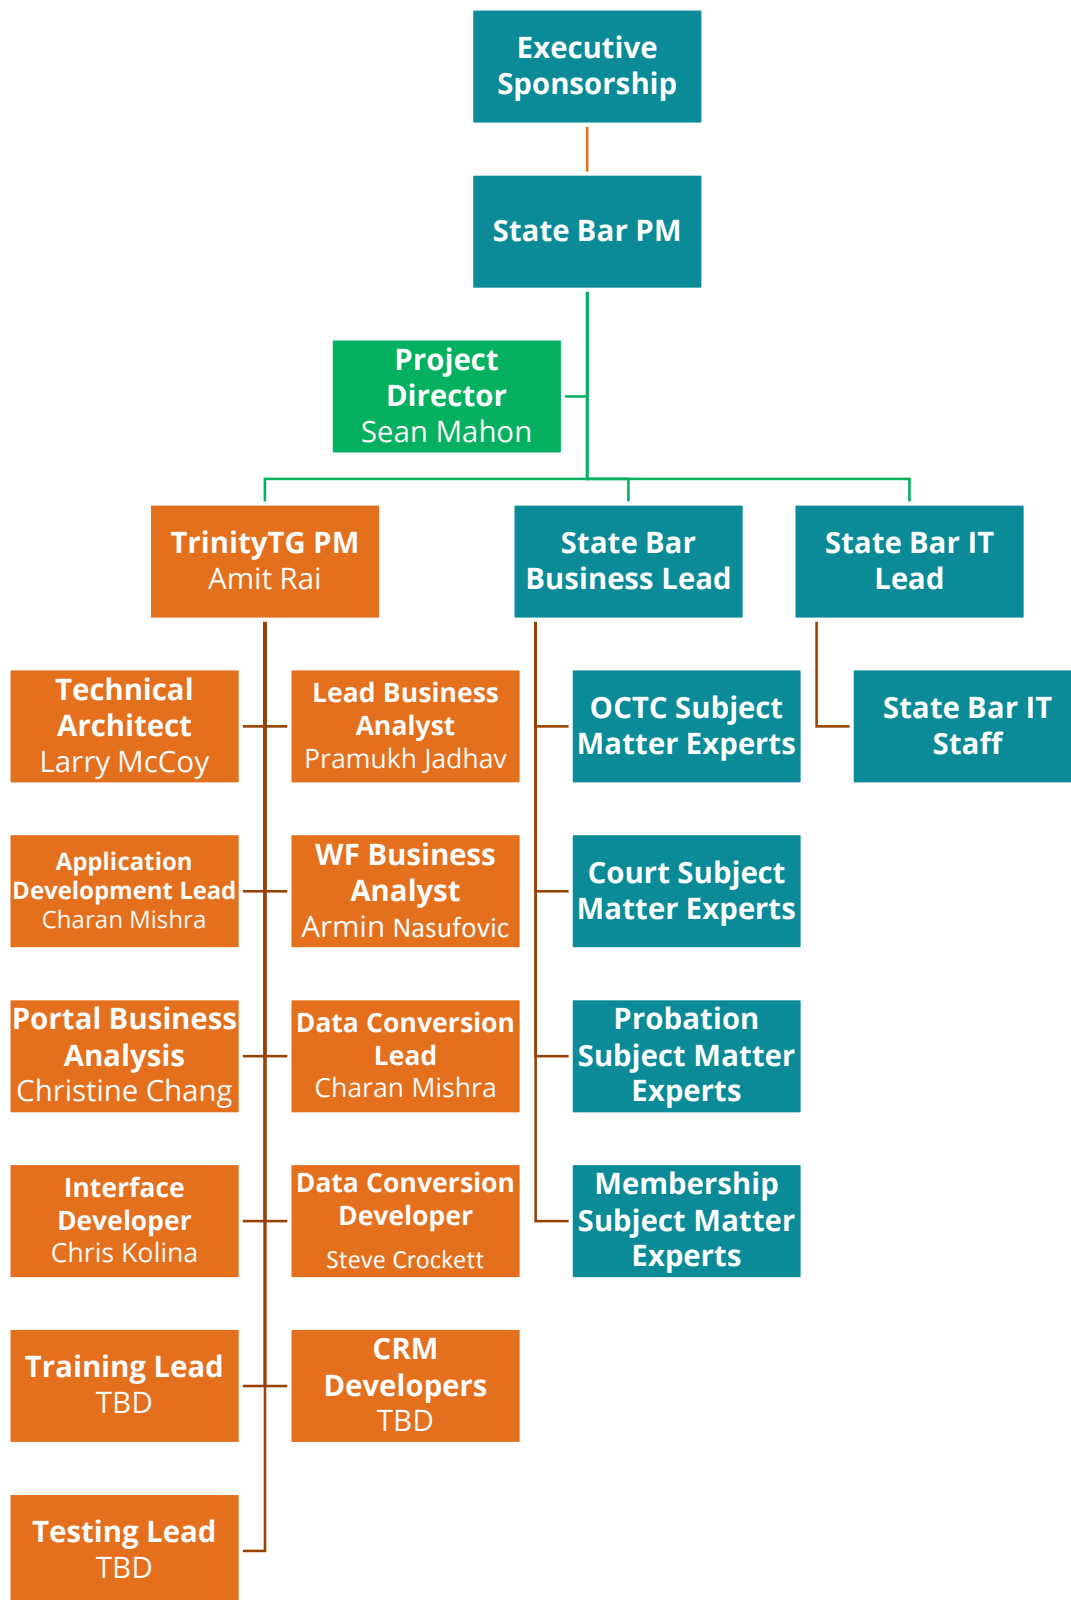 Executive
Sponsorship
State Bar PM
Project
Director
Sean Mahon
TrinityTG PM
Amit Rai
State Bar
Business Lead
State Bar IT
Lead
Technical
Architect
Larry McCoy
Lead Business
Analyst
Pramukh Jadhav
OCTC Subject
Matter Experts
State Bar IT
Staff
Application
Development Lead
Charan Mishra
WF Business
Analyst
Armin Nasufovic
Court Subject
Matter Experts
Portal Business
Analysis
Christine Chang
Data Conversion
Lead
Charan Mishra
Probation
Subject Matter
Experts
Interface
Developer
Chris Kolina
Data Conversion
Developer
Steve Crockett
Membership
Subject Matter
Experts
Training Lead
TBD
CRM
Developers
TBD
Testing Lead
TBD